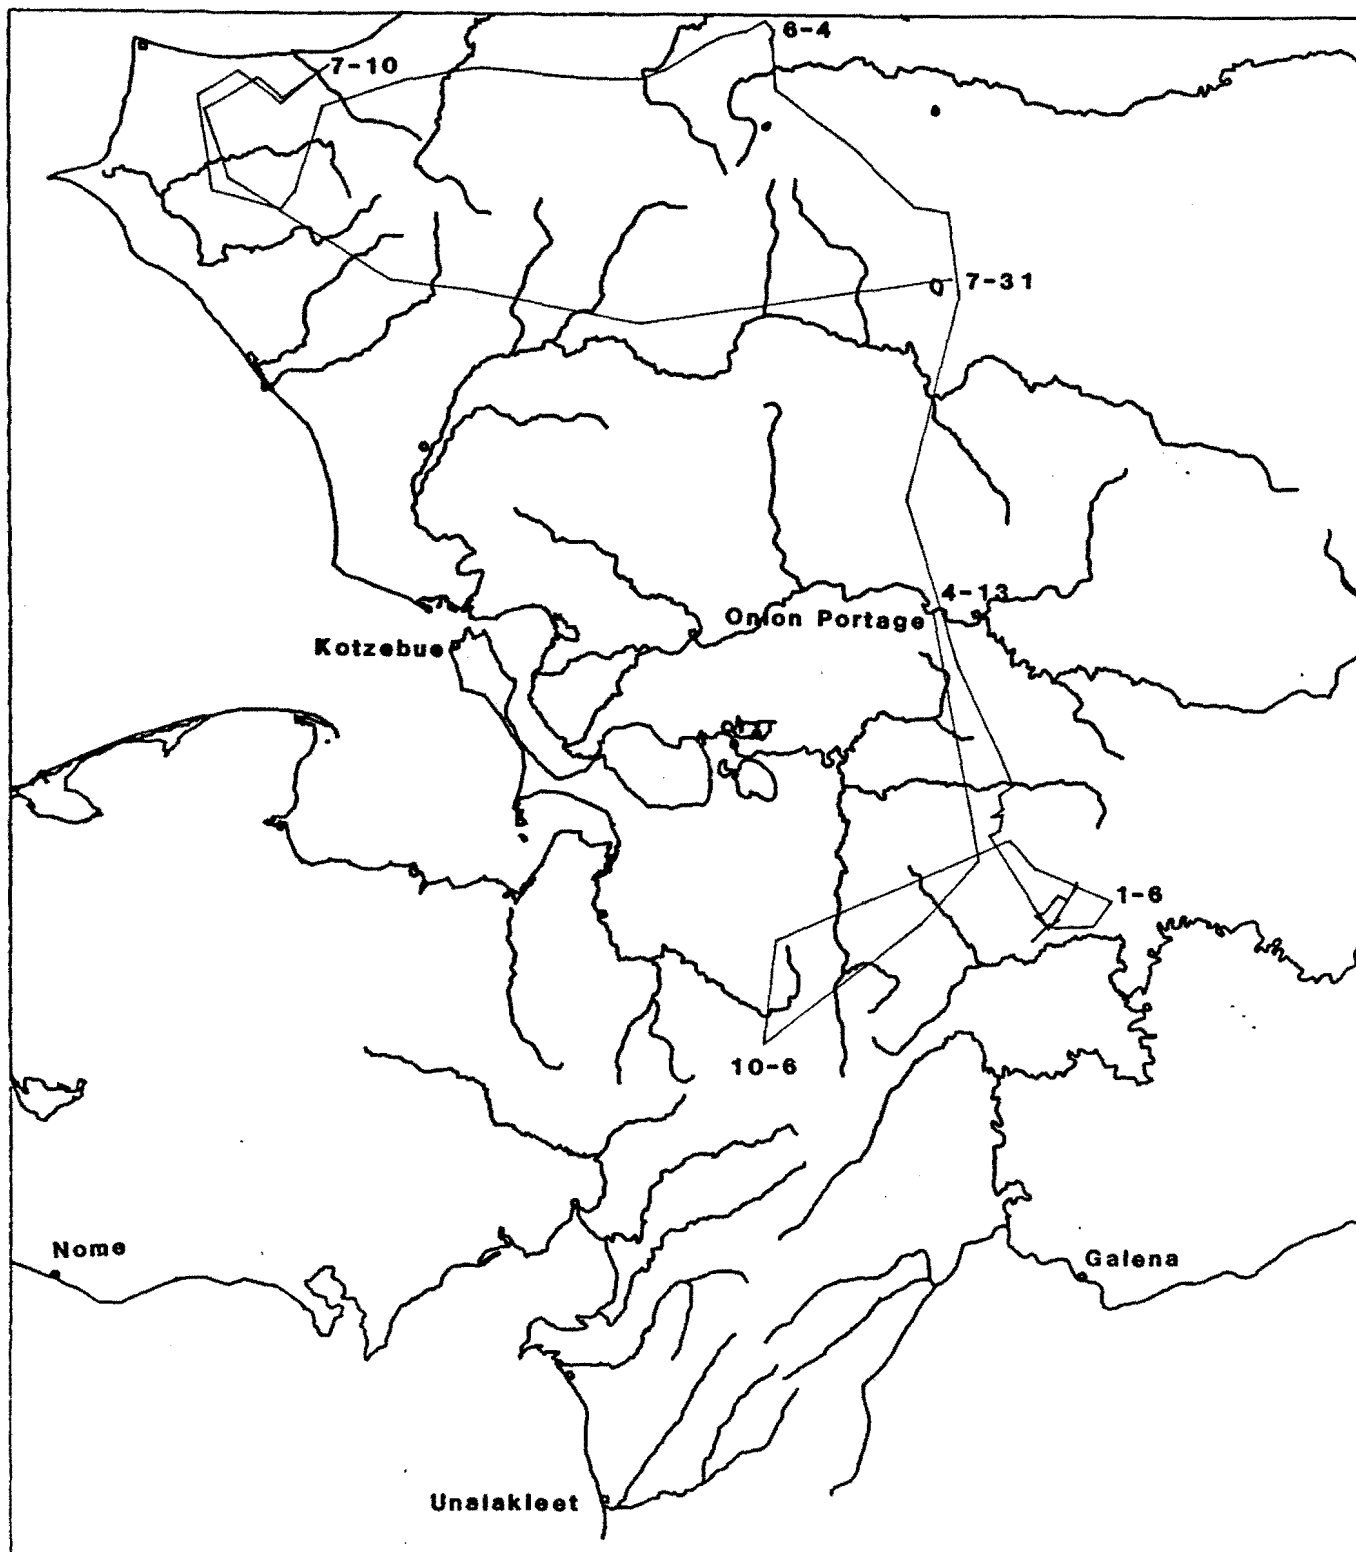 6-4
7-10
7-31
4-13
Onion Portage
Kotzebue
1-6
10-6
Nome
Galena
Unalakleet